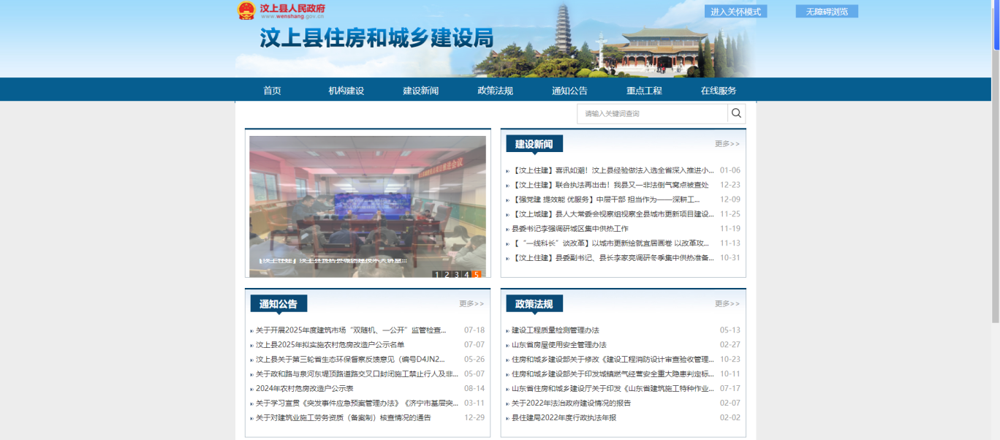 汶上县人民政府
www.wenshang.gov.cn
进入关怀模式
无障碍浏览
汶上县住房和城乡建设局
首页
机构建设
建设新闻
政策法规
通知公告
重点工程
在线服务
请输入关键词查询
【汶上住建】汶上县宜居县城创建技术大讲堂...
1 2 3 4 5
建设新闻
更多>>
【汶上住建】喜讯如潮！汶上县经验做法入选全省深入推进小... 01-06
【汶上住建】联合执法再出击！我县又一非法倒气窝点被查处 12-23
【强党建 提效能 优服务】中层干部 担当作为——深耕工... 12-09
【汶上城建】县人大常委会视察组视察全县城市更新项目建设... 11-25
县委书记李强调研城区集中供热工作 11-19
【“一线科长”谈改革】以城市更新绘就宜居画卷 以改革攻... 11-13
【汶上住建】县委副书记、县长李家亮调研冬季集中供热准备... 10-31
通知公告
更多>>
关于开展2025年度建筑市场“双随机、一公开”监管检查... 07-18
汶上县2025年拟实施农村危房改造户公示名单 07-07
汶上县关于第三轮省生态环保督察反馈意见（编号D4JN2... 05-26
关于政和路与泉河东堤顶路道路交叉口封闭施工禁止行人及非... 05-07
2024年农村危房改造户公示表 08-14
关于学习宣贯《突发事件应急预案管理办法》《济宁市基层突... 03-11
关于对建筑业施工劳务资质（备案制）核查情况的通告 12-29
政策法规
更多>>
建设工程质量检测管理办法 05-13
山东省房屋使用安全管理办法 02-27
住房和城乡建设部关于修改《建设工程消防设计审查验收管理... 10-23
住房和城乡建设部关于印发城镇燃气经营安全重大隐患判定标... 10-11
山东省住房和城乡建设厅关于印发《山东省建筑施工特种作业... 07-17
关于2022年法治政府建设情况的报告 02-07
县住建局2022年度行政执法年报 02-02